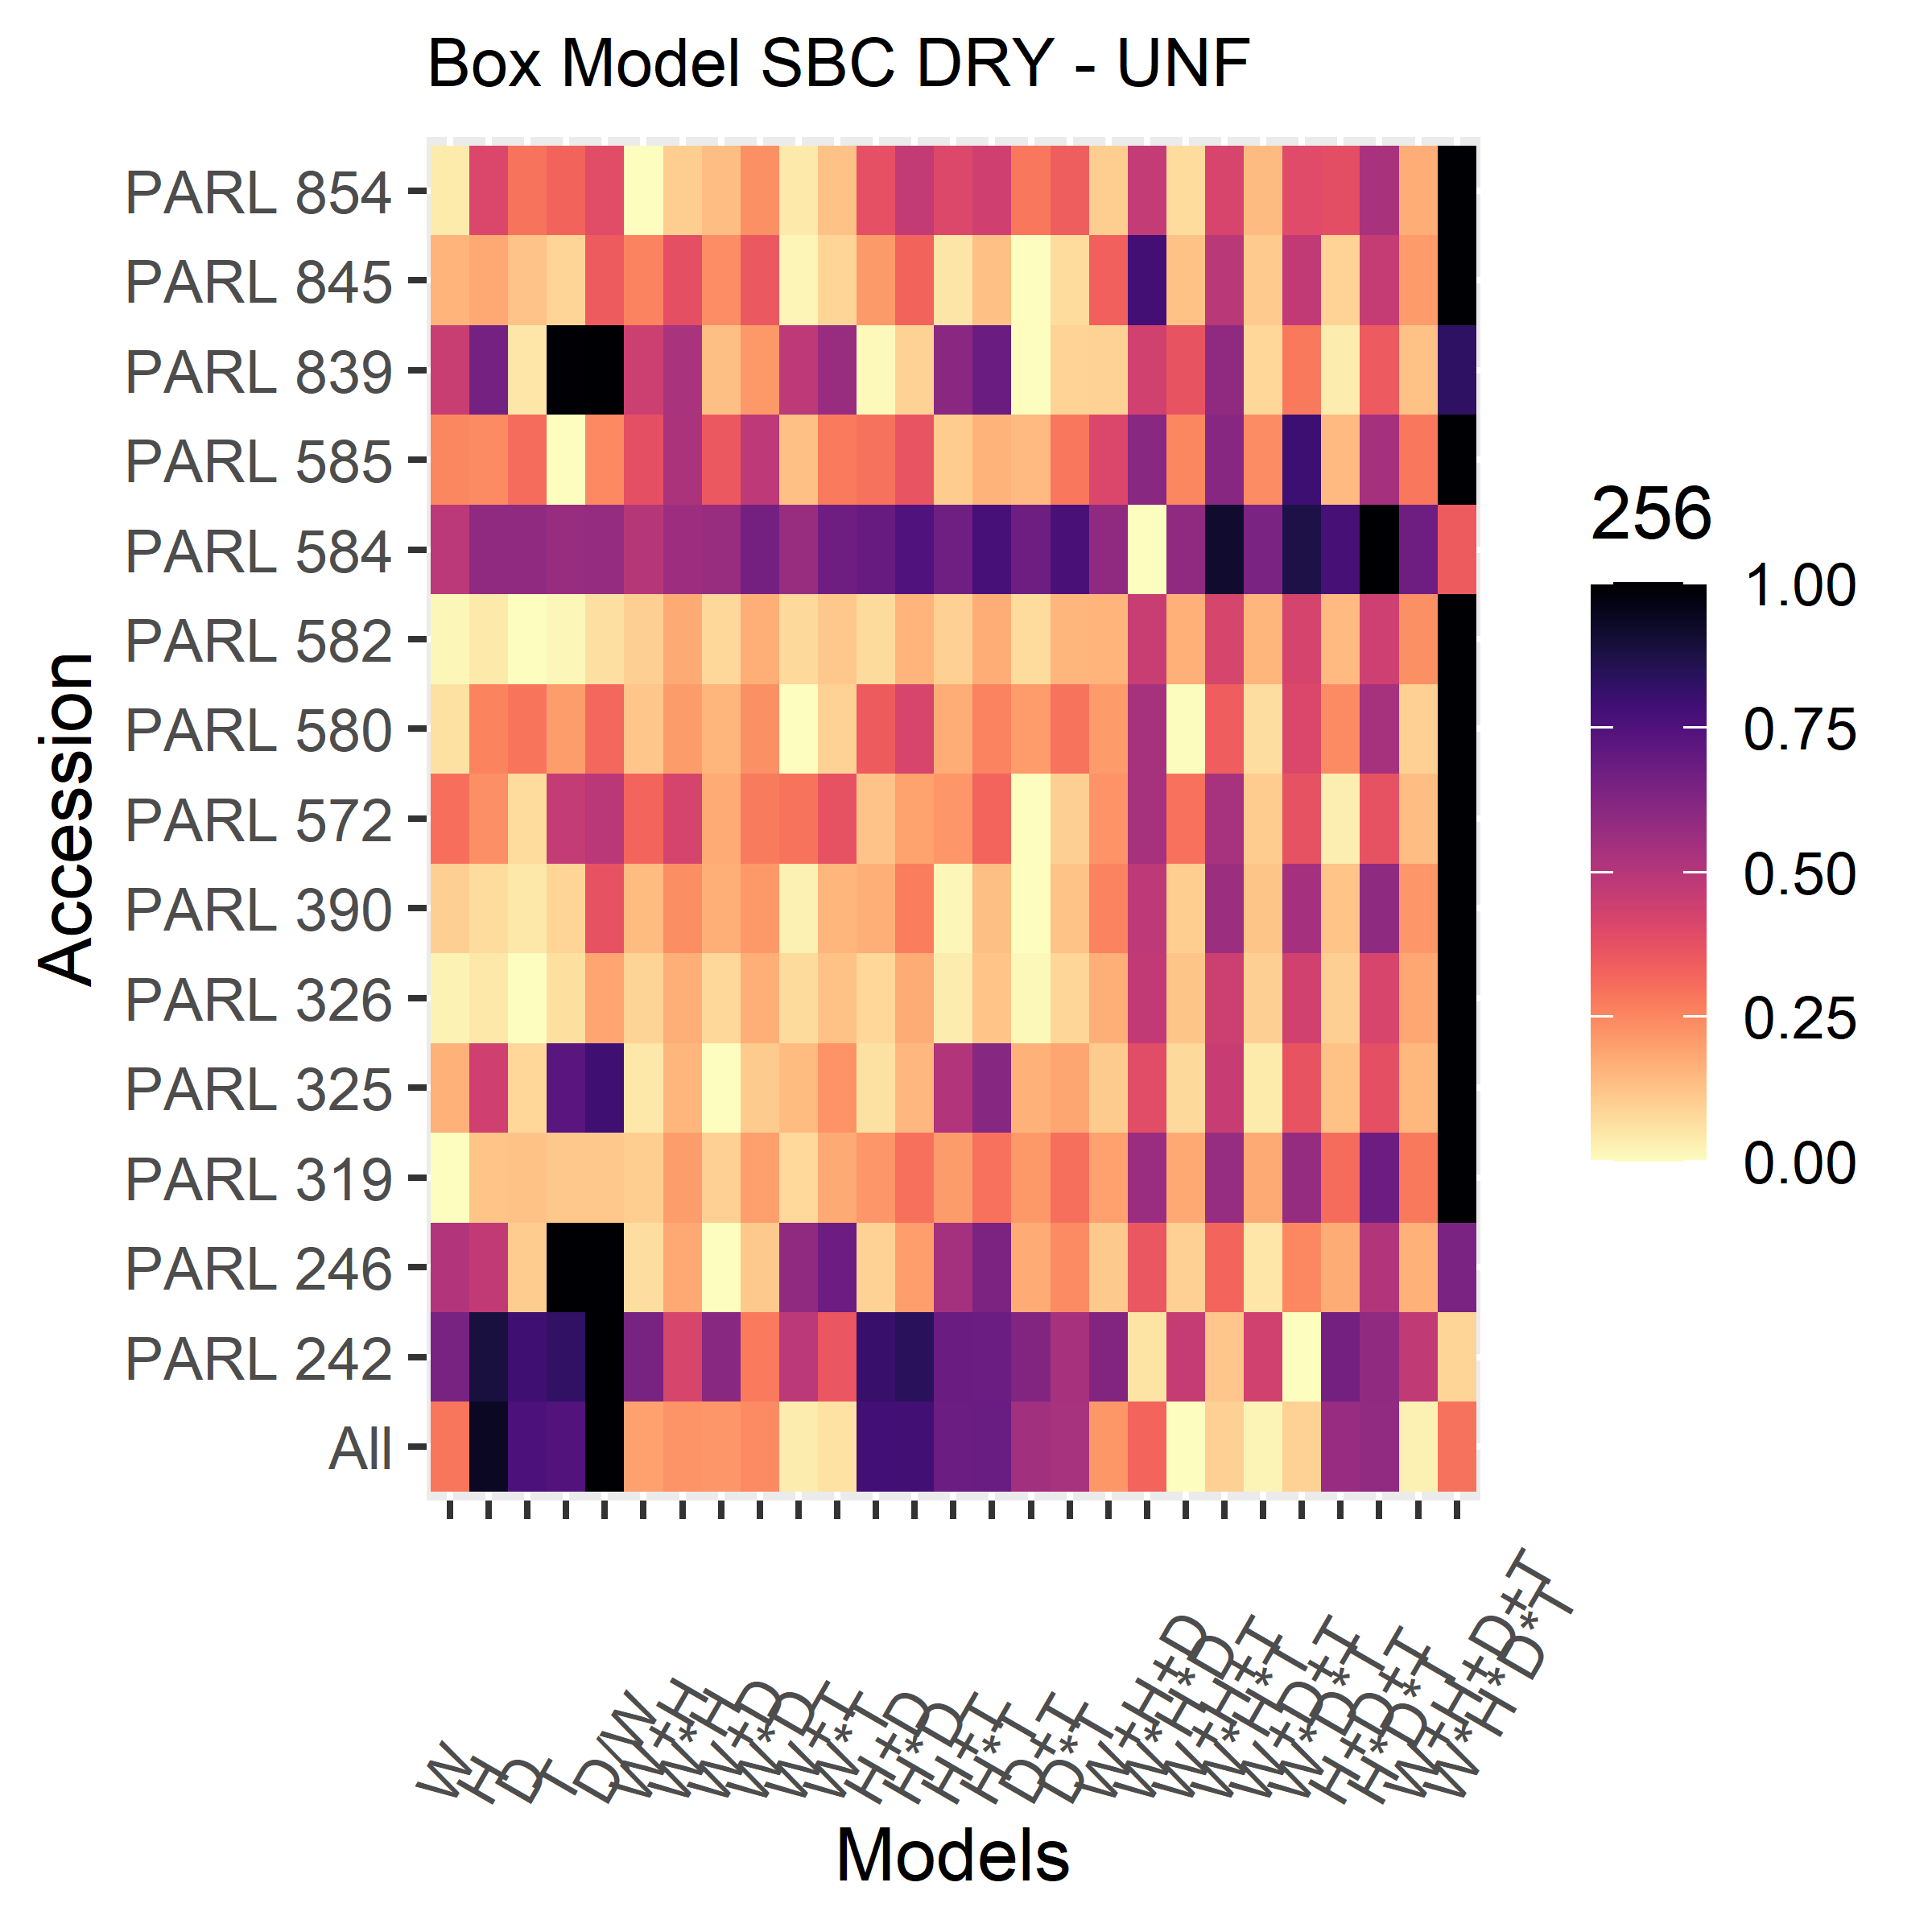 Box Model SBC DRY - UNF
PARL 854
PARL 845
PARL 839
PARL 585
PARL 584
PARL 582
PARL 580
PARL 572
PARL 390
PARL 326
PARL 325
PARL 319
PARL 246
PARL 242
All
Accession
W
H
D
T
D/W
W+H
W*H
W+D
W*D
W+T
W*T
H+D
H*D
H+T
H*T
D+T
D*T
W+H+D
W*H*D
W+H+T
W*H*T
W+D+T
W*D*T
H+D+T
H*D*T
W+H+D+T
W*H*D*T
Models
256
1.00
0.75
0.50
0.25
0.00